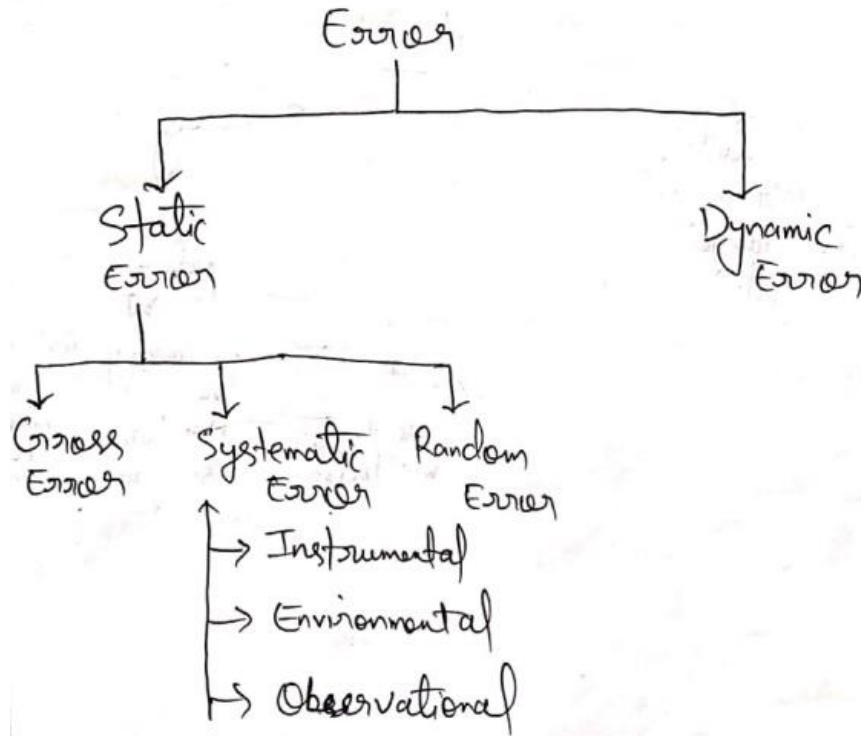 Error
Static
Error
Dynamic
Error
Gross
Error
Systematic
Error
Random
Error
Instrumental
Environmental
Observational